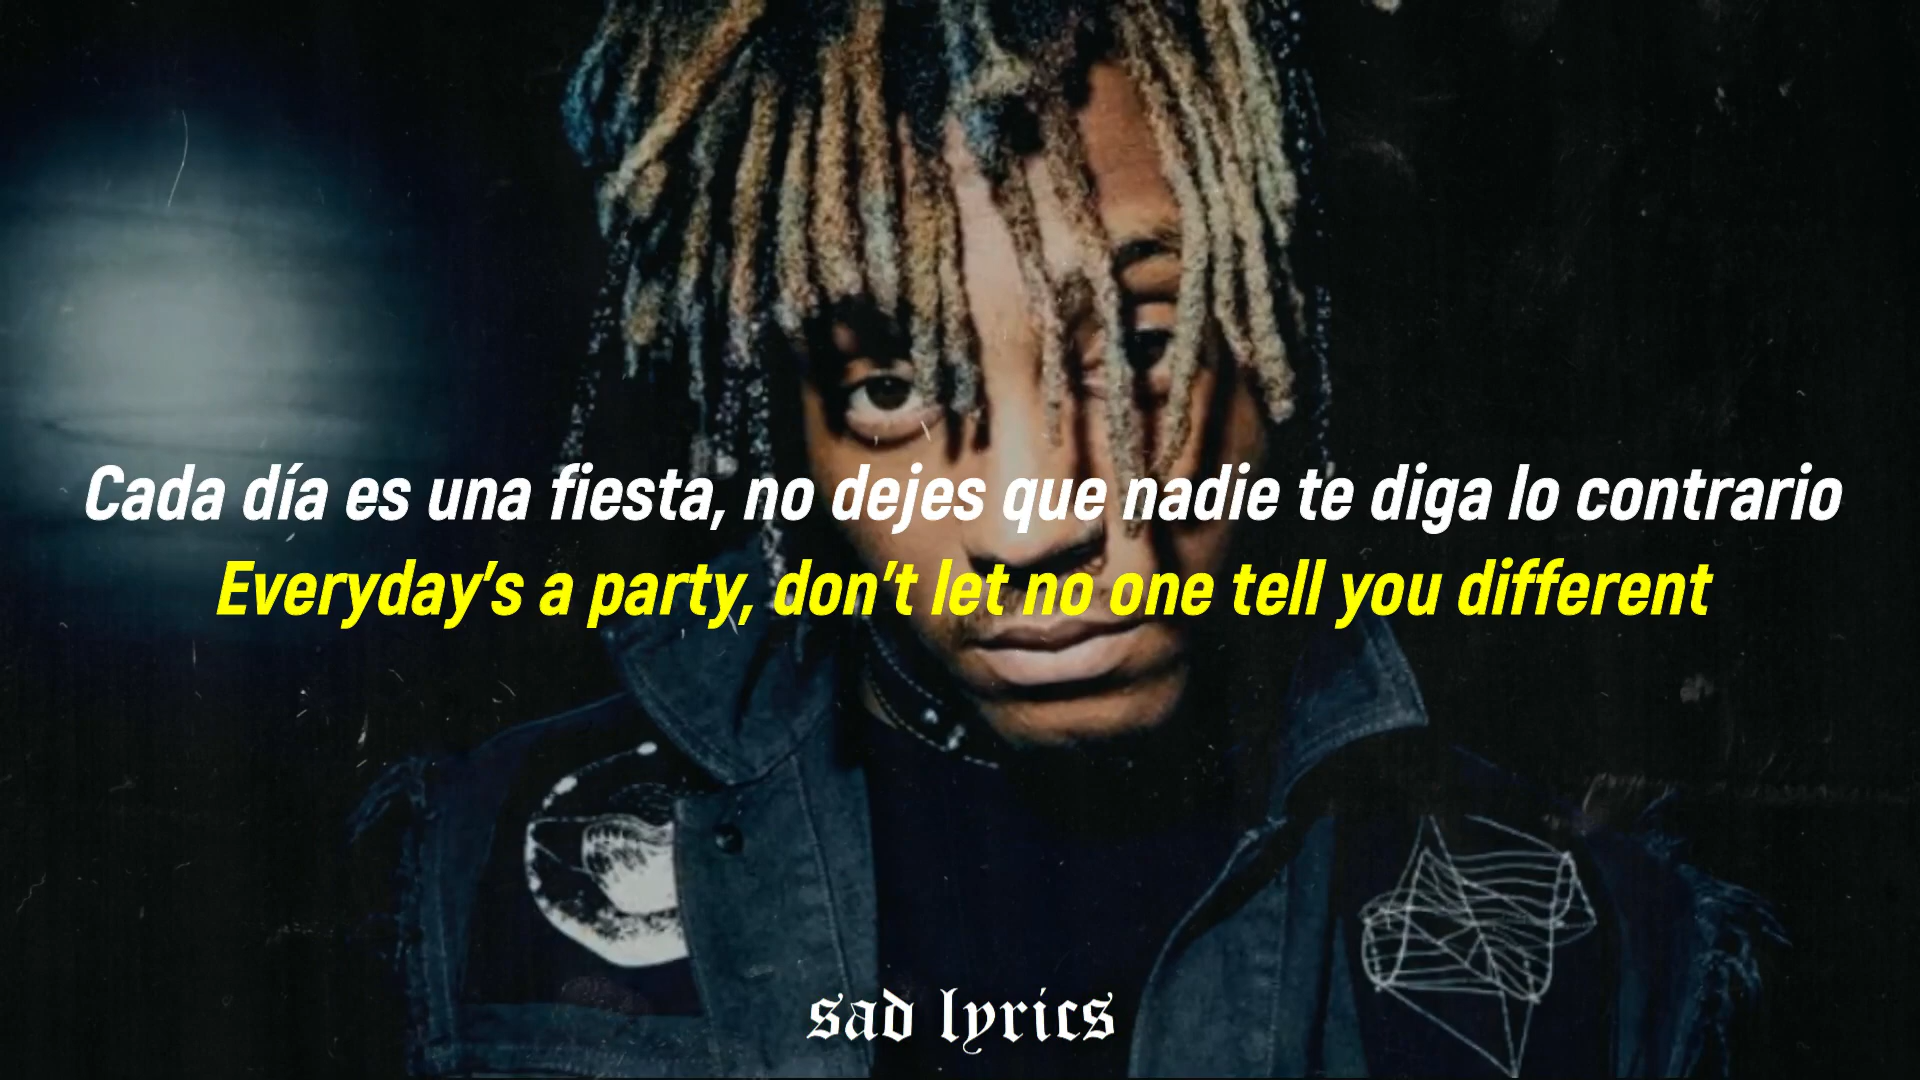 Cada día es una fiesta, no dejes que nadie te diga lo contrario
Everyday's a party, don't let no one tell you different
sad lyrics